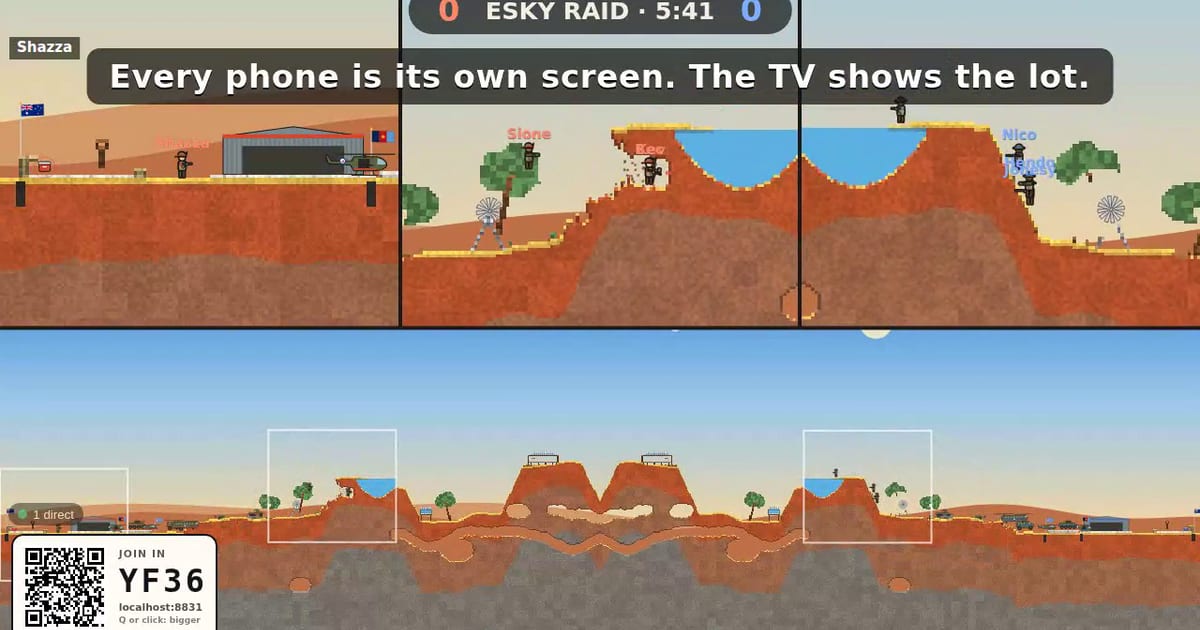 0 ESKY RAID · 5:41 0
Shazza
Every phone is its own screen. The TV shows the lot.
Sione
Nico
1 direct
JOIN IN
YF36
localhost:8831
Q or click: bigger